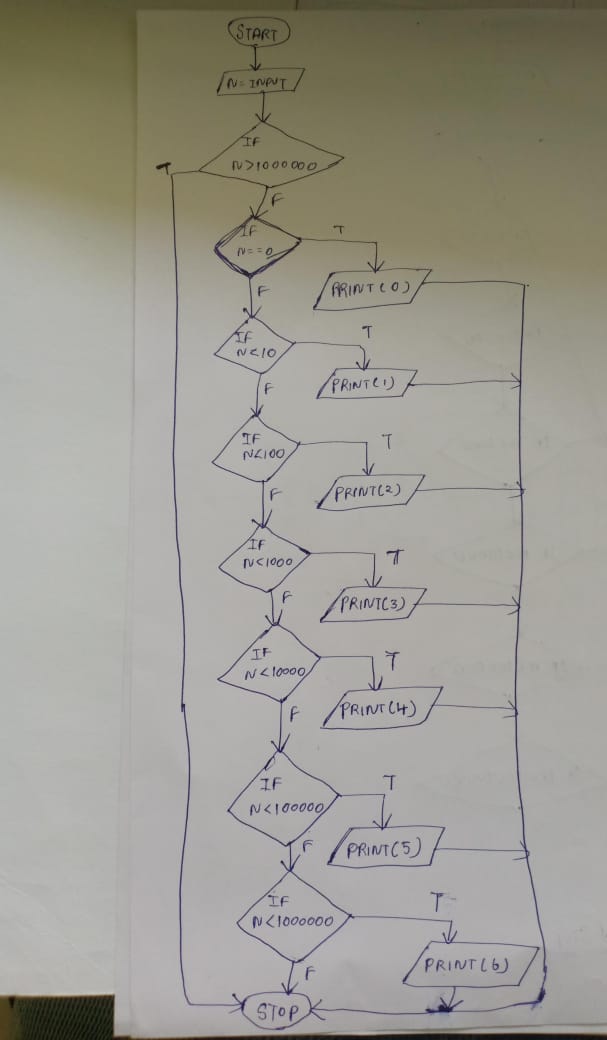 START
N=INPUT
IF
N>1000000
T
F
IF
N==0
T
PRINT(0)
F
IF
N<10
T
PRINT(1)
F
IF
N<100
T
PRINT(2)
F
IF
N<1000
T
PRINT(3)
F
IF
N<10000
T
PRINT(4)
F
IF
N<100000
T
PRINT(5)
F
IF
N<1000000
T
PRINT(6)
F
STOP